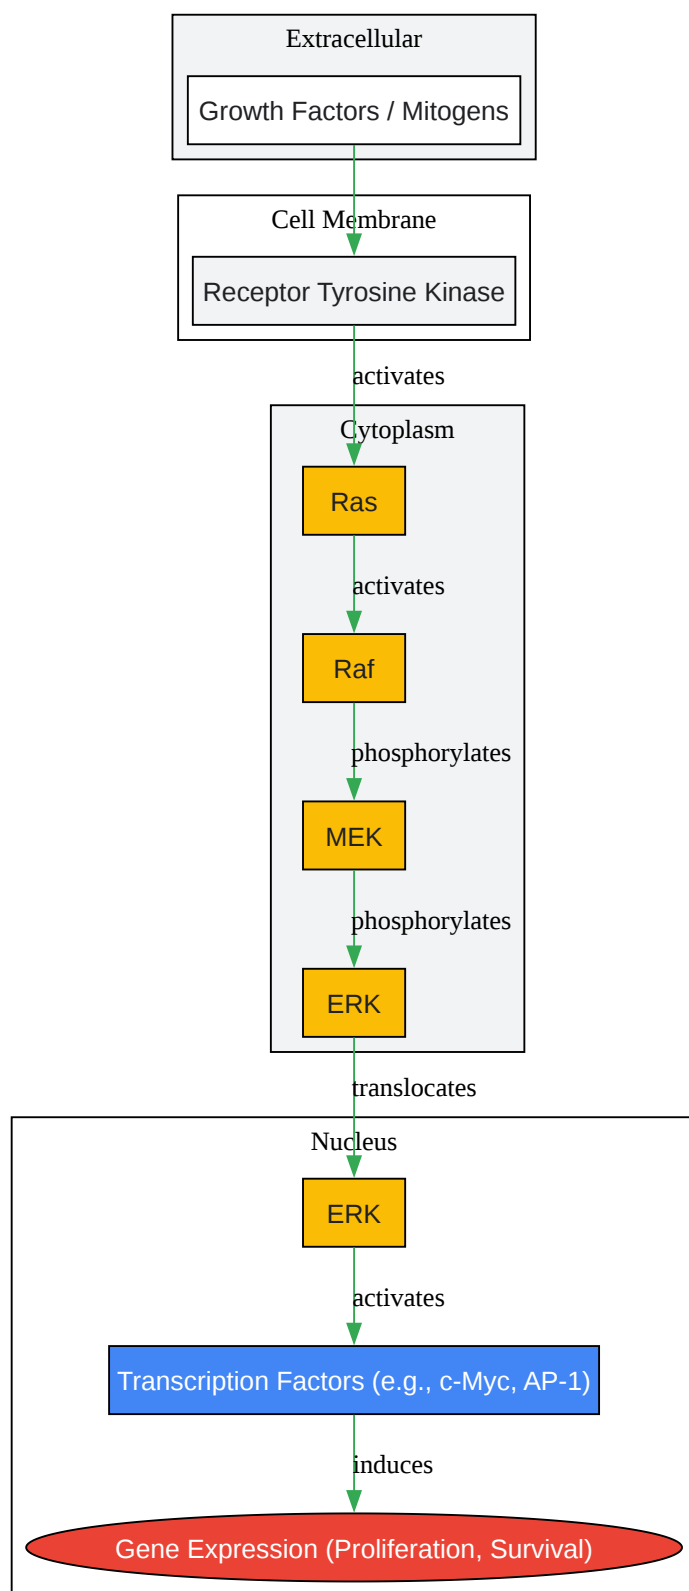 Extracellular
Growth Factors / Mitogens
Cell Membrane
Receptor Tyrosine Kinase
activates
Cytoplasm
Ras
activates
Raf
phosphorylates
MEK
phosphorylates
ERK
translocates
Nucleus
ERK
activates
Transcription Factors (e.g., c-Myc, AP-1)
induces
Gene Expression (Proliferation, Survival)